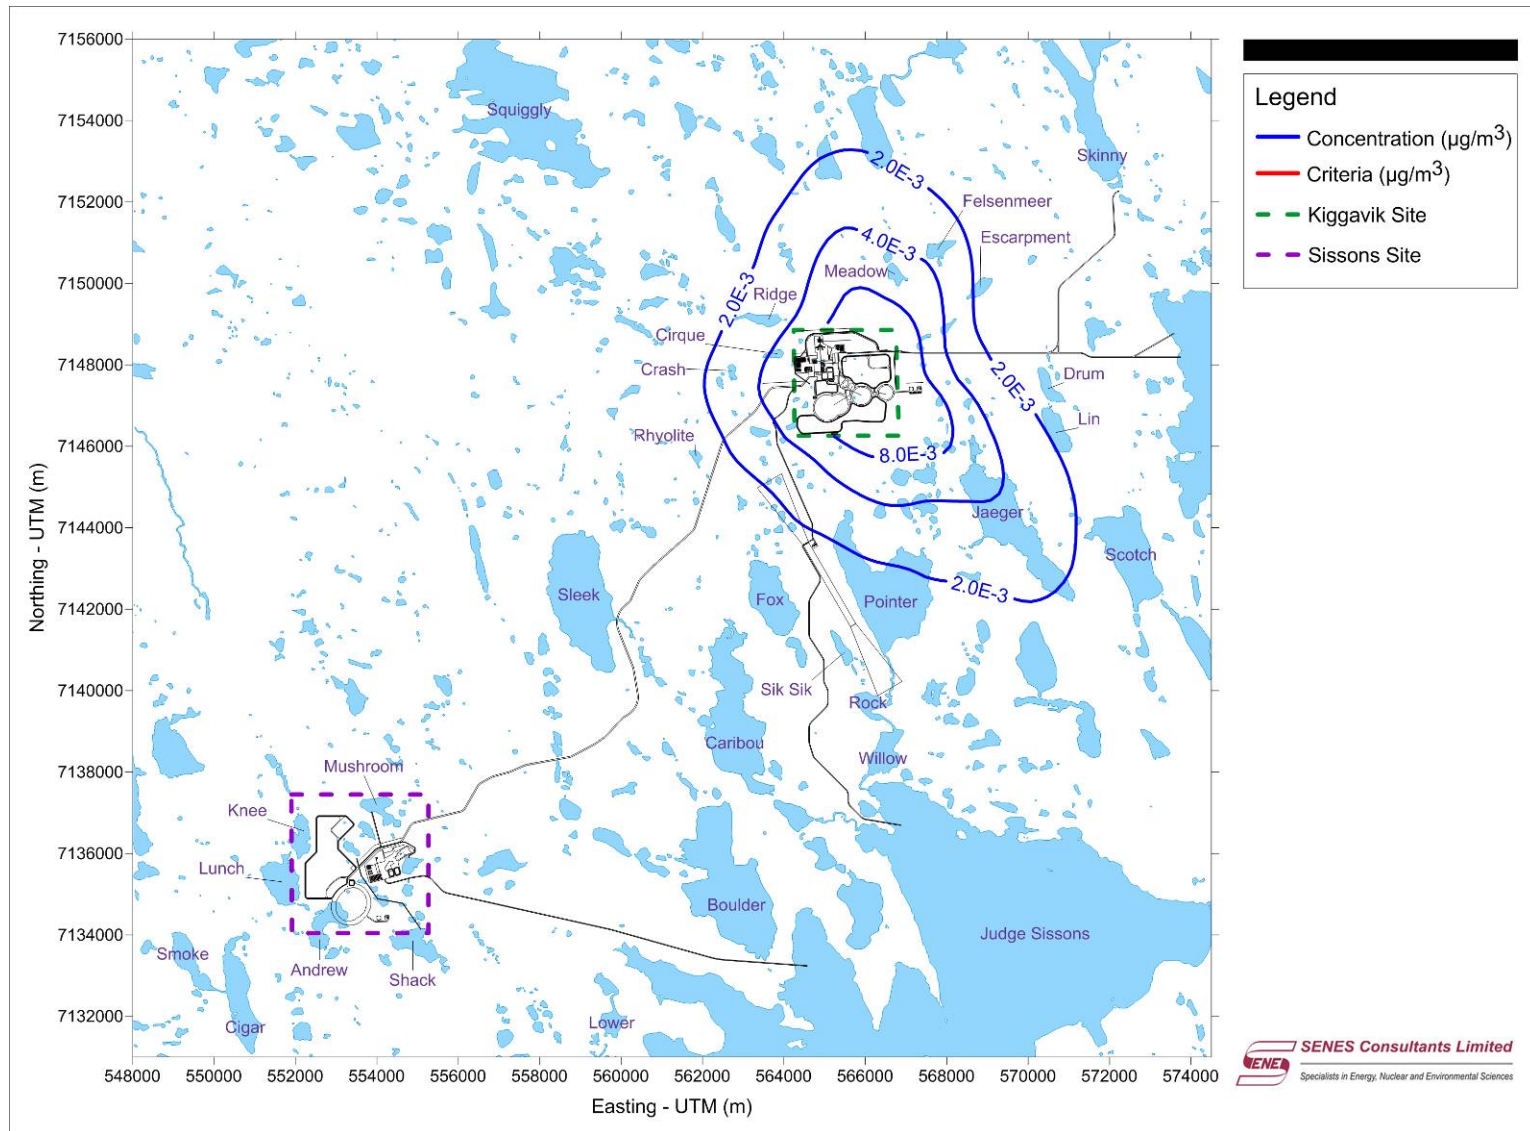 7156000
7154000
7152000
7150000
7148000
7146000
7144000
7142000
7140000
7138000
7136000
7134000
7132000
Northing - UTM (m)
548000 550000 552000 554000 556000 558000 560000 562000 564000 566000 568000 570000 572000 574000
Easting - UTM (m)
Squiggly
Skinny
2.0E-3
Felsenmeer
4.0E-3
Escarpment
Meadow
2.0E-3
Ridge
Cirque
Crash
2.0E-3
Drum
Lin
Rhyolite
8.0E-3
Jaeger
Scotch
Sleek
Fox
Pointer
2.0E-3
Sik Sik
Rock
Caribou
Willow
Mushroom
Knee
Lunch
Boulder
Judge Sissons
Smoke
Andrew
Shack
Cigar
Lower
Legend
Concentration (µg/m³)
Criteria (µg/m³)
Kiggavik Site
Sissons Site
SENES
SENES Consultants Limited
Specialists in Energy, Nuclear and Environmental Sciences